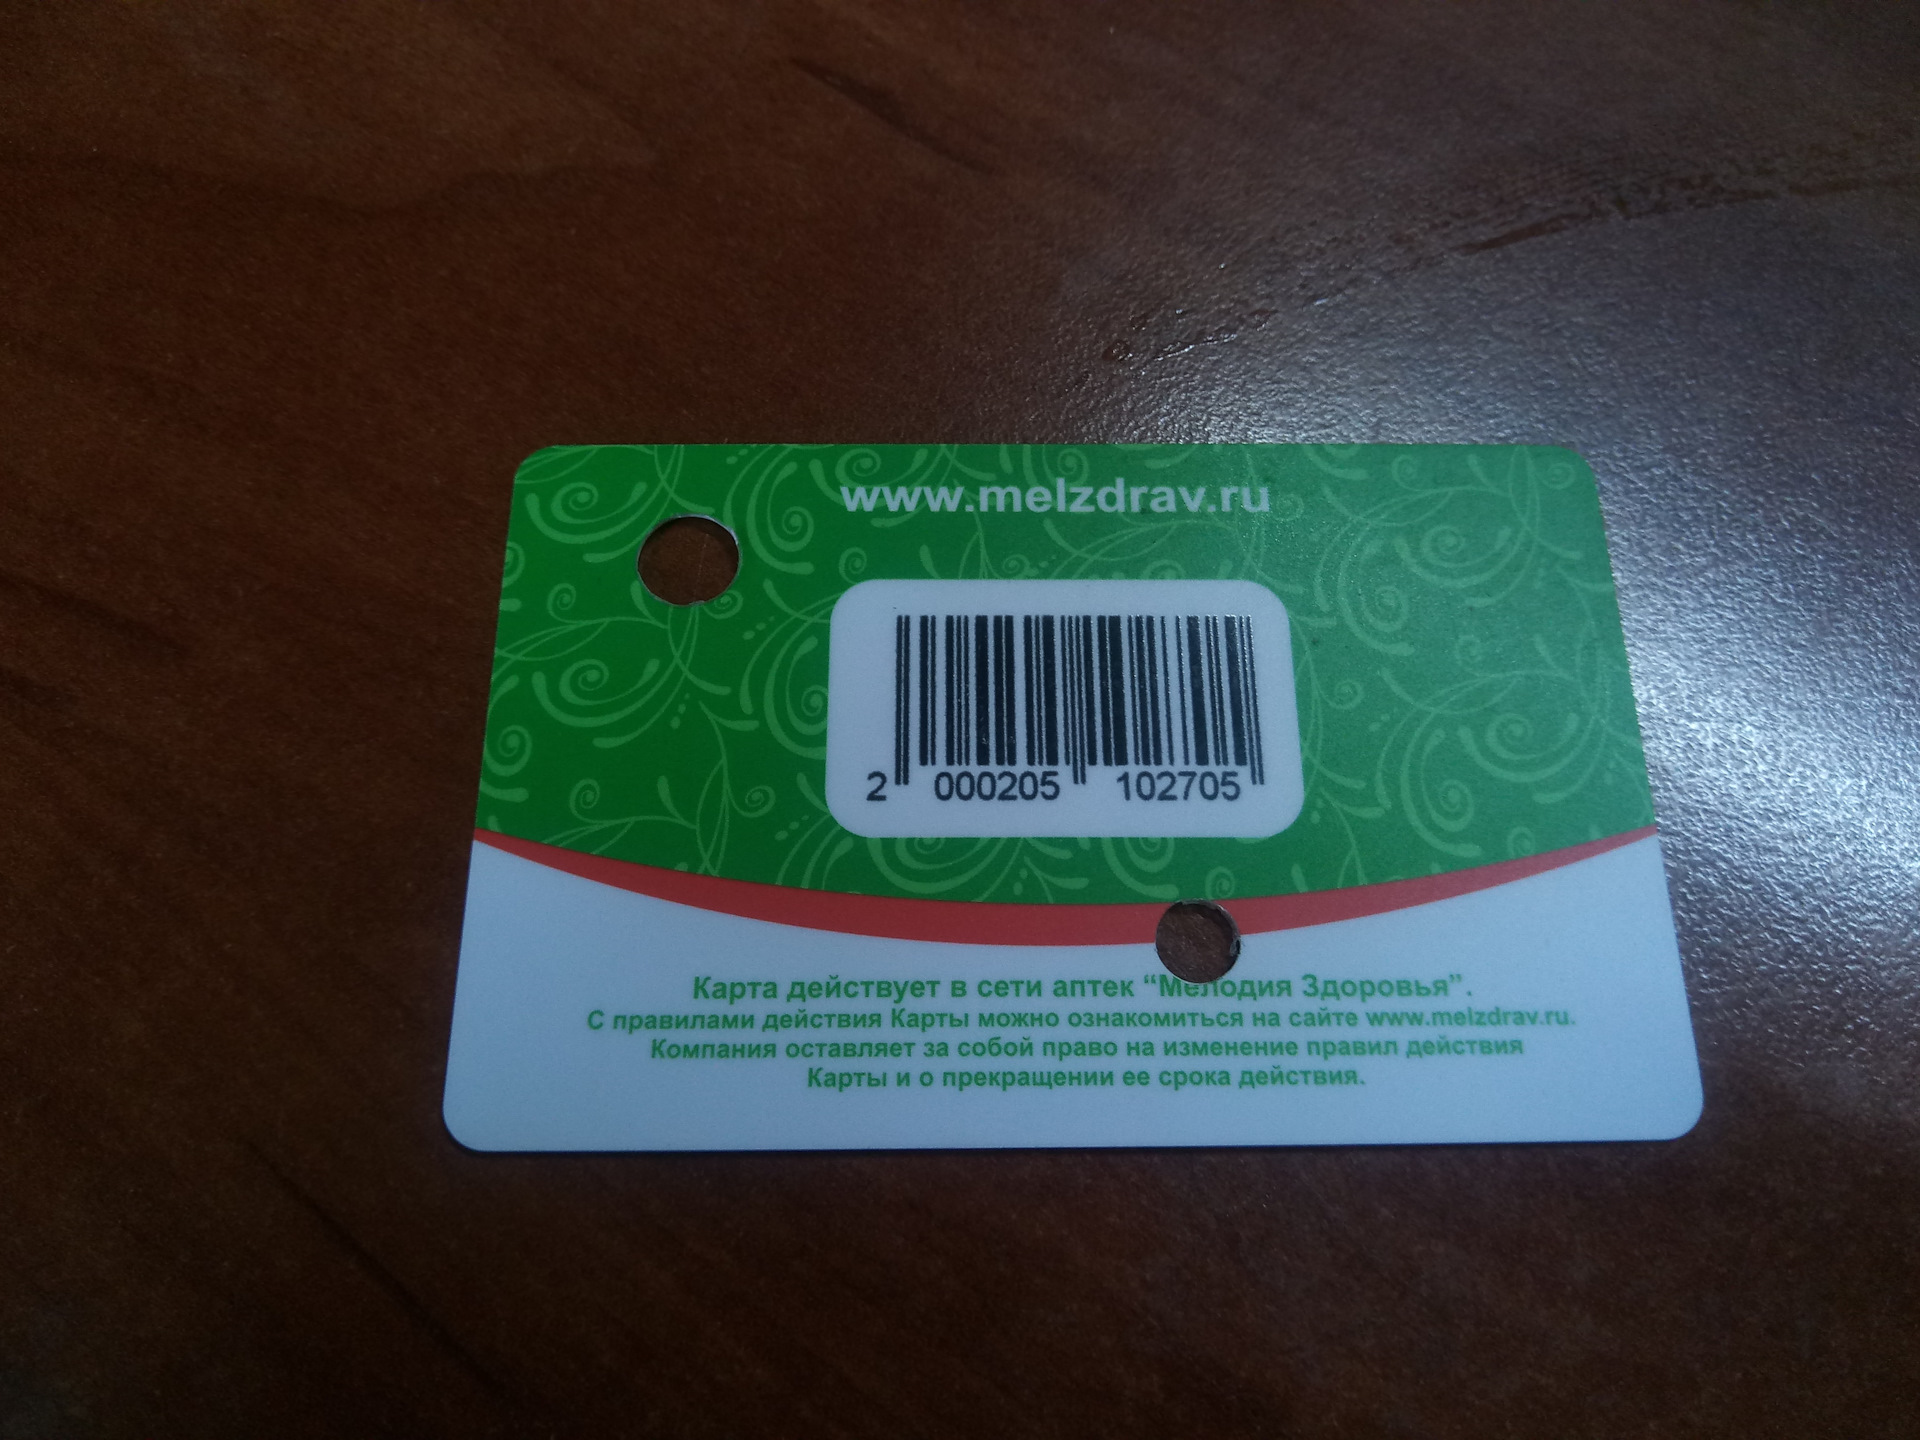 www.melzdrav.ru
2 000205 102705
Карта действует в сети аптек “Мелодия Здоровья”.
С правилами действия Карты можно ознакомиться на сайте www.melzdrav.ru.
Компания оставляет за собой право на изменение правил действия
Карты и о прекращении ее срока действия.